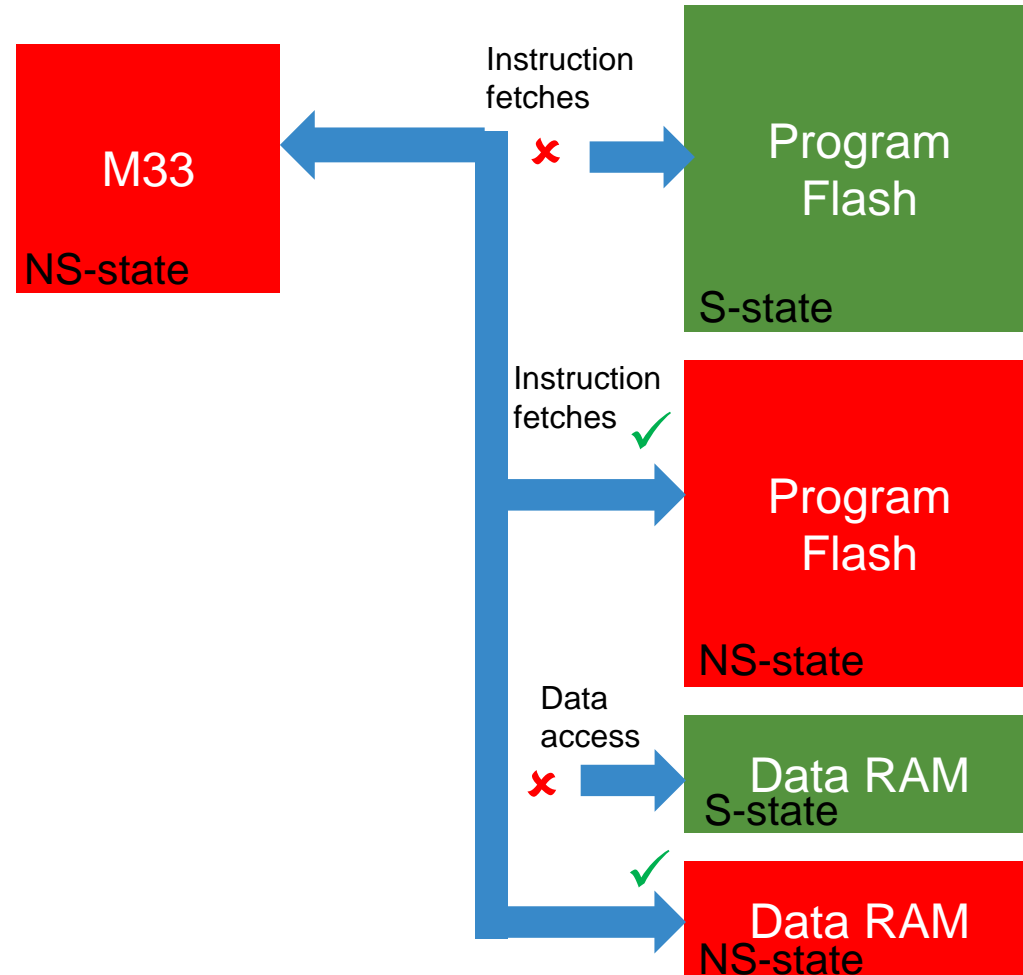 M33
NS-state
Instruction
fetches
✘
Program
Flash
S-state
Instruction
fetches
✓
Program
Flash
NS-state
Data
access
✘
Data RAM
S-state
✓
Data RAM
NS-state